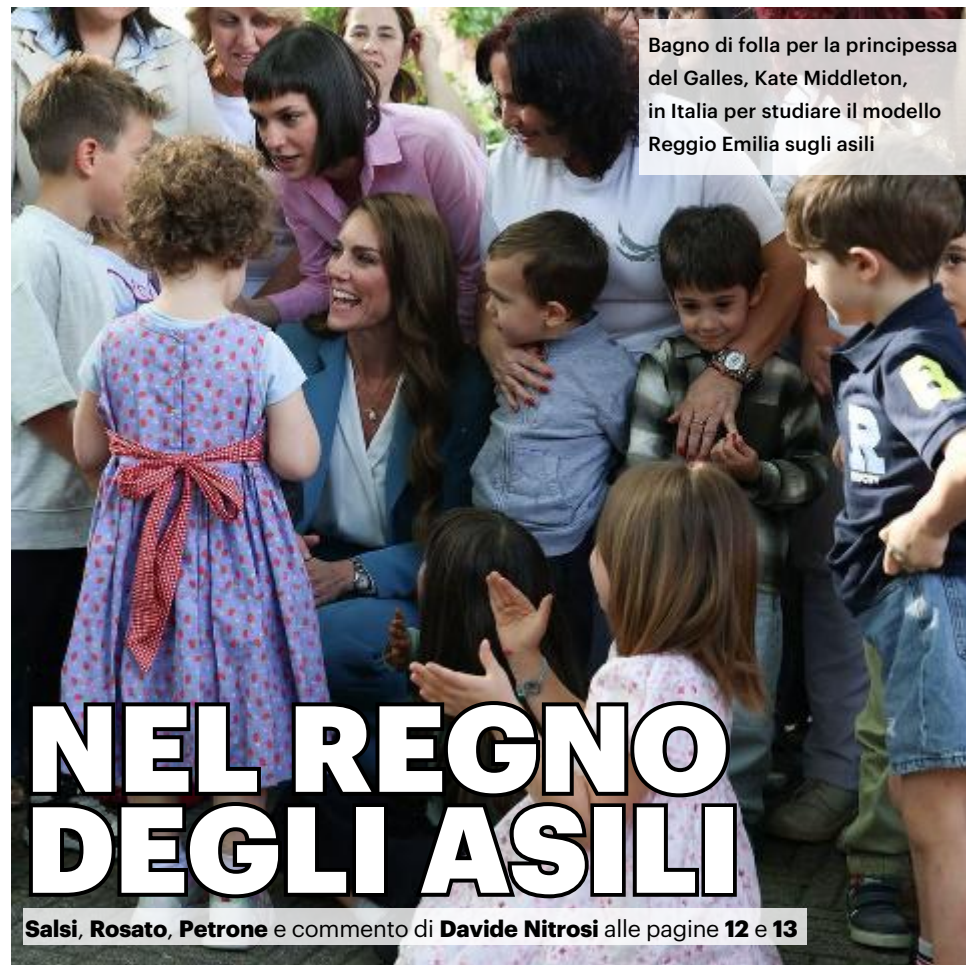 Bagno di folla per la principessa
del Galles, Kate Middleton,
in Italia per studiare il modello
Reggio Emilia sugli asili
B
R
NEL REGNO
DEGLI ASILI
Salsi, Rosato, Petrone e commento di Davide Nitrosi alle pagine 12 e 13